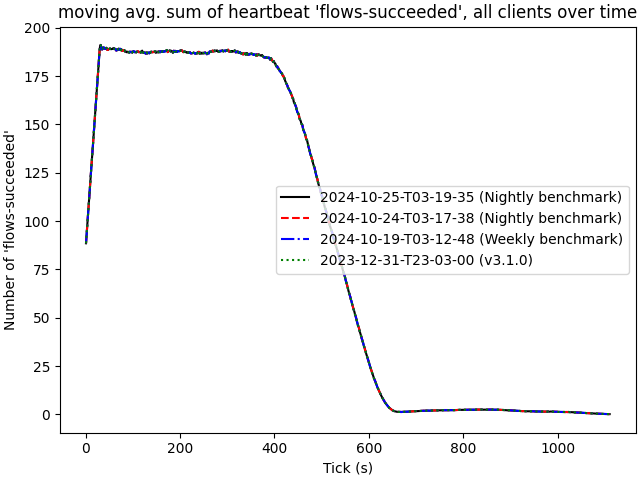 moving avg. sum of heartbeat 'flows-succeeded', all clients over time
Number of 'flows-succeeded'
200
175
150
125
100
75
50
25
0
2024-10-25-T03-19-35 (Nightly benchmark)
2024-10-24-T03-17-38 (Nightly benchmark)
2024-10-19-T03-12-48 (Weekly benchmark)
2023-12-31-T23-03-00 (v3.1.0)
0 200 400 600 800 1000
Tick (s)